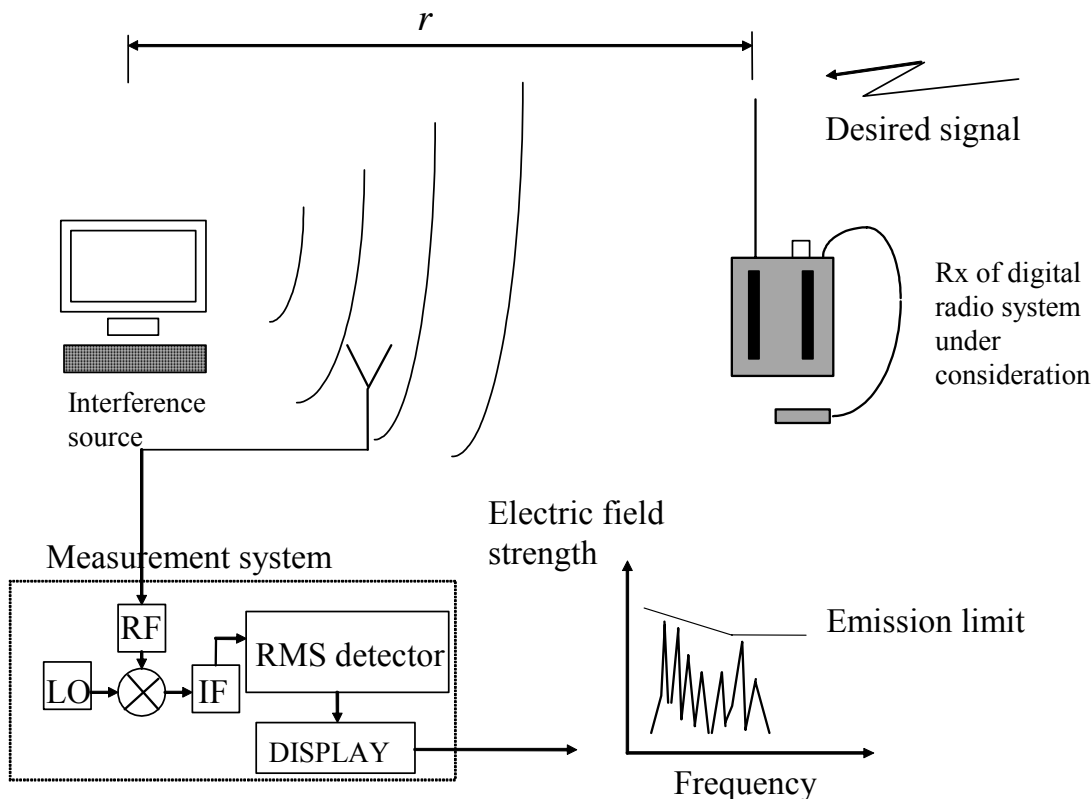 r
Desired signal
Rx of digital
radio system
under
consideration
Interference
source
Electric field
strength
Measurement system
RF
LO
IF
RMS detector
DISPLAY
Emission limit
Frequency